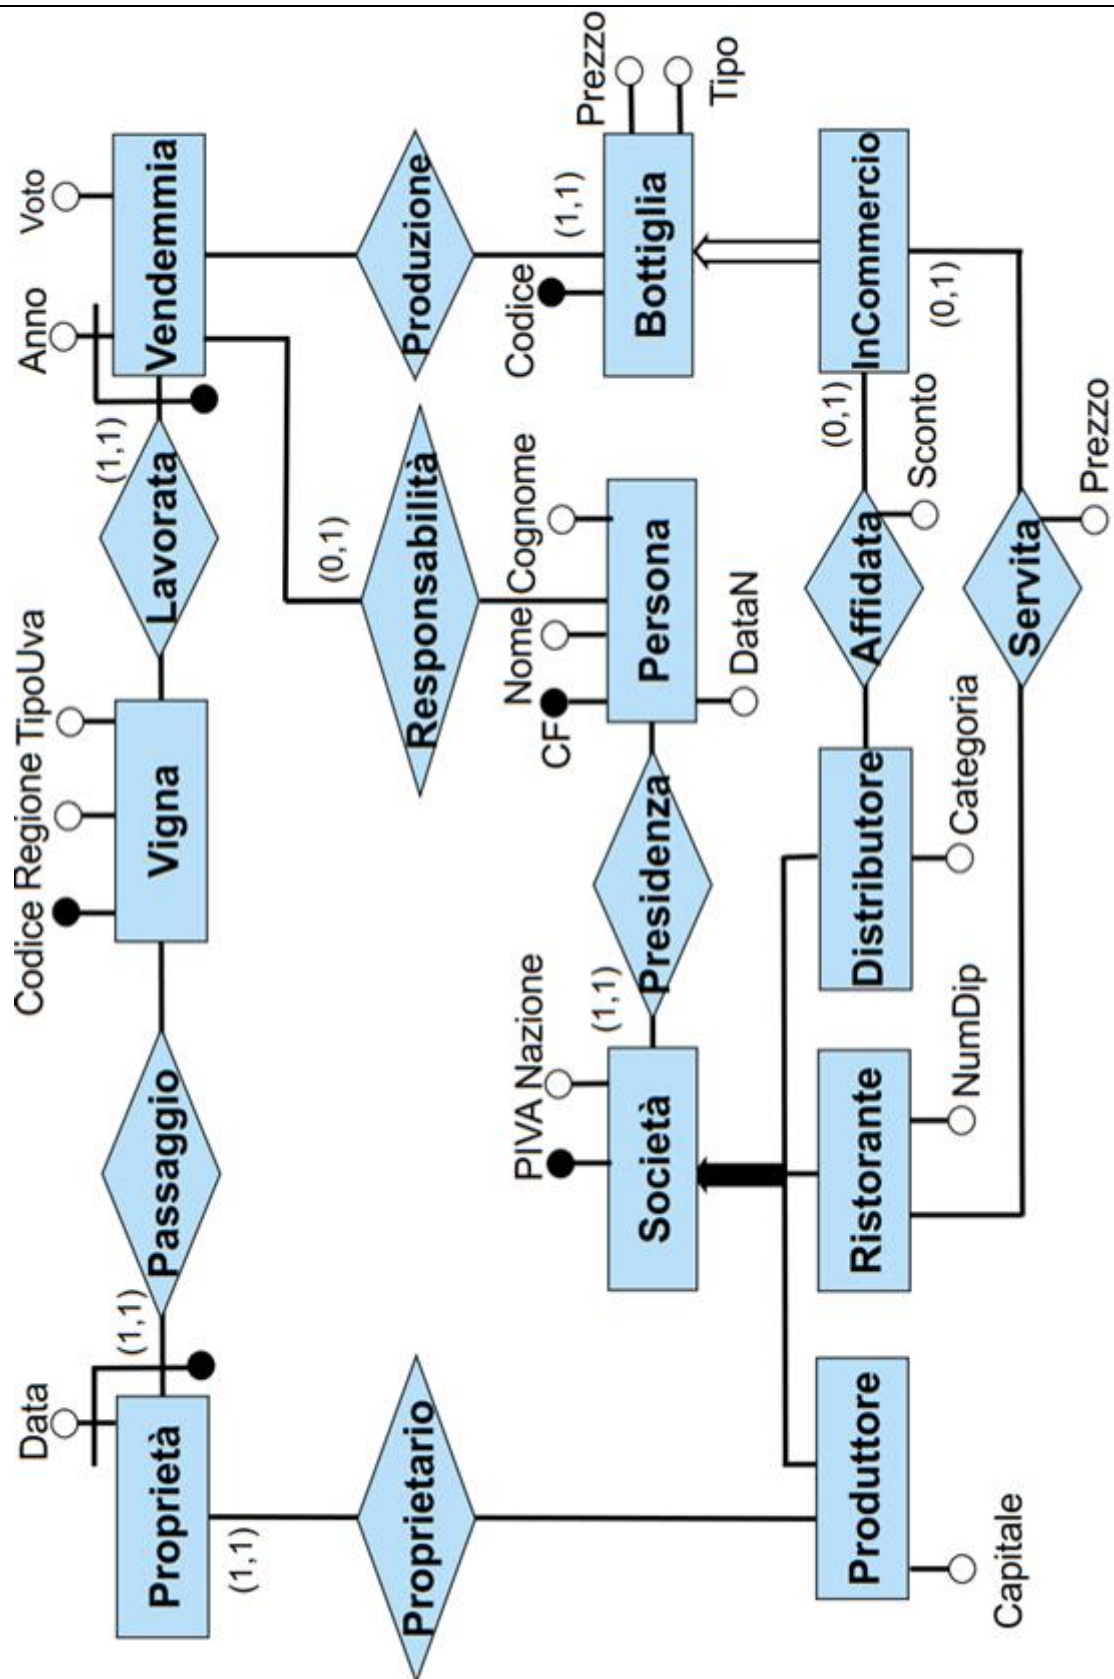 Data
Proprietà
(1,1)
(1,1)
Passaggio
Codice Regione TipoUva
Vigna
Lavorata
(1,1)
Anno
Voto
Vendemmia
Proprietario
Responsabilità
(0,1)
Produzione
PIVA Nazione
Società
(1,1)
Presidenza
CF
Nome Cognome
Persona
DataN
Codice
(1,1)
Prezzo
Tipo
Bottiglia
Produttore
Capitale
Ristorante
NumDip
Distributore
Categoria
Affidata
Sconto
(0,1)
InCommercio
(0,1)
Servita
Prezzo